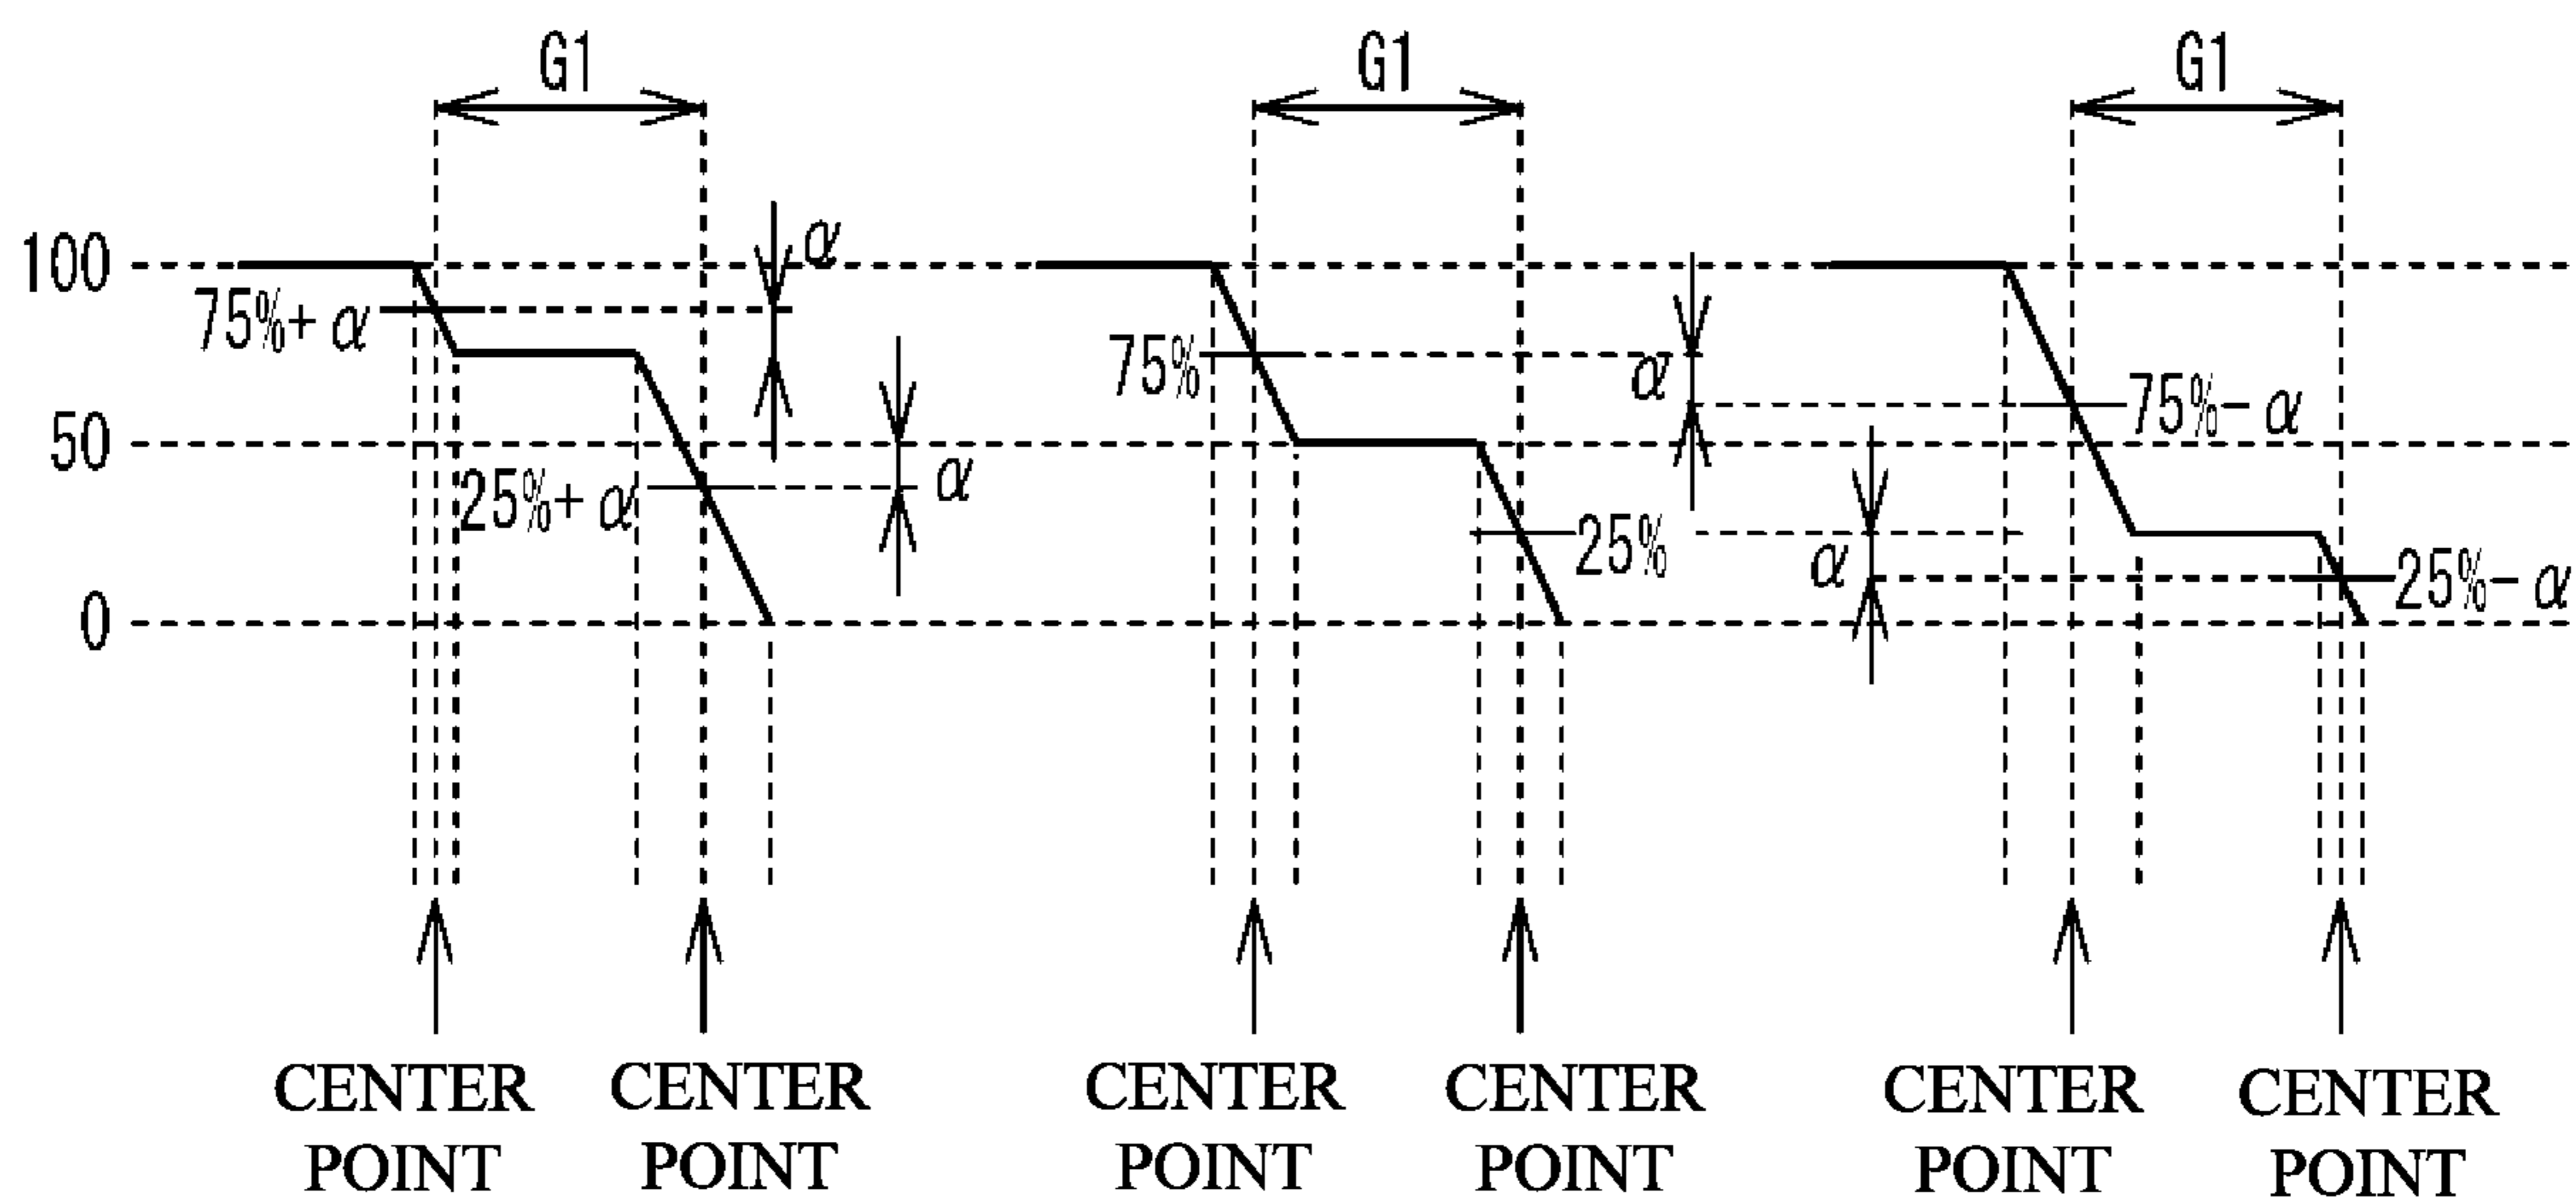 G1 G1 G1
100
α
75%+ α
75%
α
75%- α
50
25%+ α
α
25%
α
25%- α
0
CENTER CENTER CENTER CENTER CENTER CENTER
POINT POINT POINT POINT POINT POINT